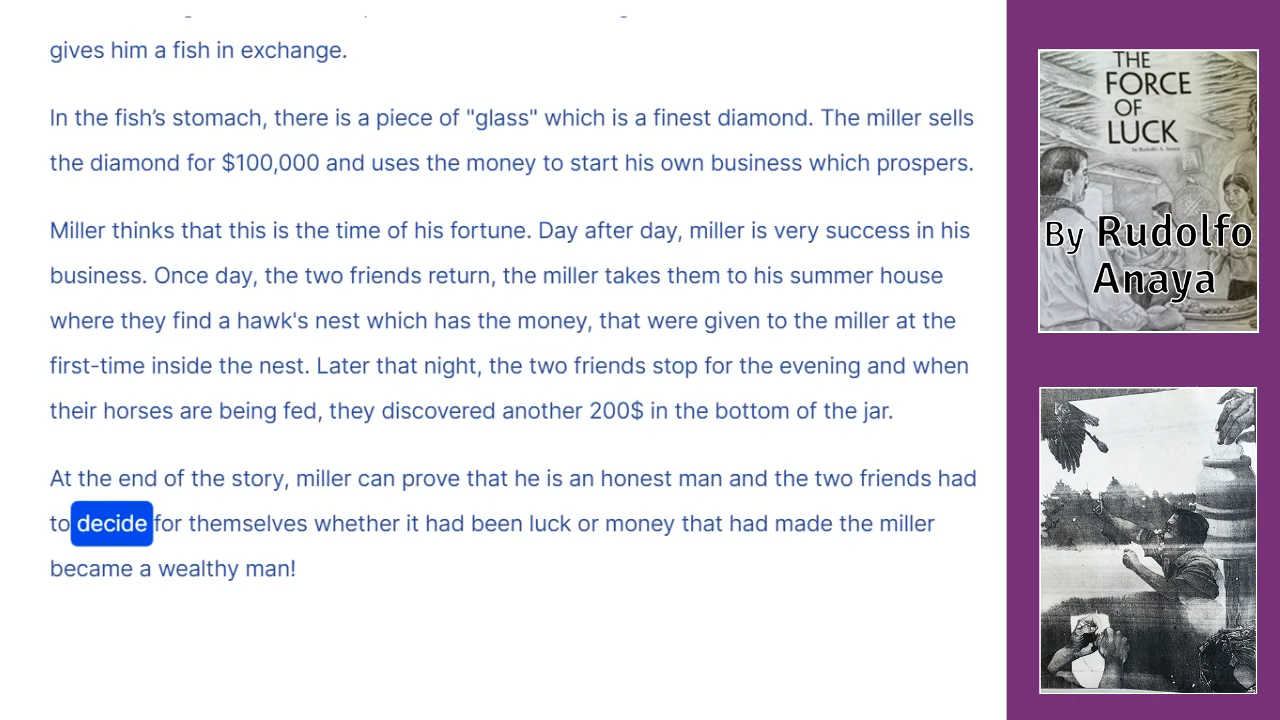 gives him a fish in exchange.
In the fish’s stomach, there is a piece of "glass" which is a finest diamond. The miller sells
the diamond for $100,000 and uses the money to start his own business which prospers.
Miller thinks that this is the time of his fortune. Day after day, miller is very success in his
business. Once day, the two friends return, the miller takes them to his summer house
where they find a hawk's nest which has the money, that were given to the miller at the
first-time inside the nest. Later that night, the two friends stop for the evening and when
their horses are being fed, they discovered another 200$ in the bottom of the jar.
At the end of the story, miller can prove that he is an honest man and the two friends had
to decide for themselves whether it had been luck or money that had made the miller
became a wealthy man!
THE
FORCE
OF
LUCK
by Rudolfo A. Anaya
By Rudolfo
Anaya